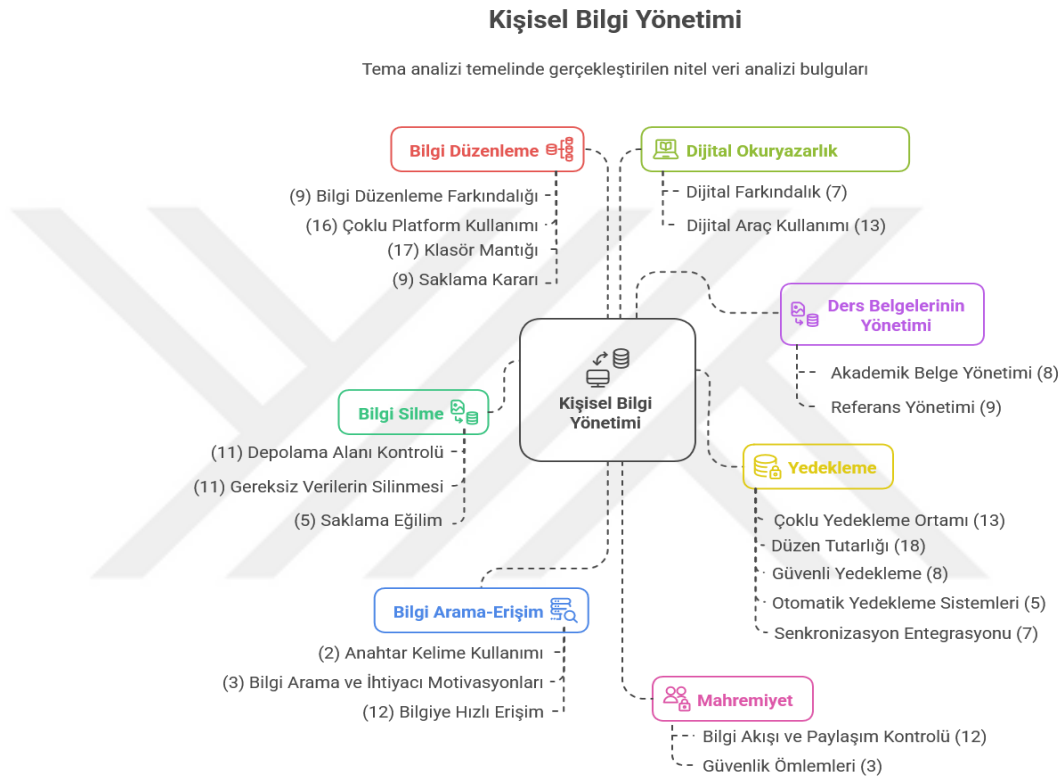 Kişisel Bilgi Yönetimi
Tema analizi temelinde gerçekleştirilen nitel veri analizi bulguları
Bilgi Düzenleme
(9) Bilgi Düzenleme Farkındalığı
(16) Çoklu Platform Kullanımı
(17) Klasör Mantığı
(9) Saklama Kararı
Dijital Okuryazarlık
Dijital Farkındalık (7)
Dijital Araç Kullanımı (13)
Ders Belgelerinin
Yönetimi
Akademik Belge Yönetimi (8)
Referans Yönetimi (9)
Kişisel Bilgi
Yönetimi
Bilgi Silme
(11) Depolama Alanı Kontrolü
(11) Gereksiz Verilerin Silinmesi
(5) Saklama Eğilim
Yedekleme
Çoklu Yedekleme Ortamı (13)
Düzen Tutarlığı (18)
Güvenli Yedekleme (8)
Otomatik Yedekleme Sistemleri (5)
Senkronizasyon Entegrasyonu (7)
Bilgi Arama-Erişim
(2) Anahtar Kelime Kullanımı
(3) Bilgi Arama ve İhtiyacı Motivasyonları
(12) Bilgiye Hızlı Erişim
Mahremiyet
Bilgi Akışı ve Paylaşım Kontrolü (12)
Güvenlik Ömlemleri (3)